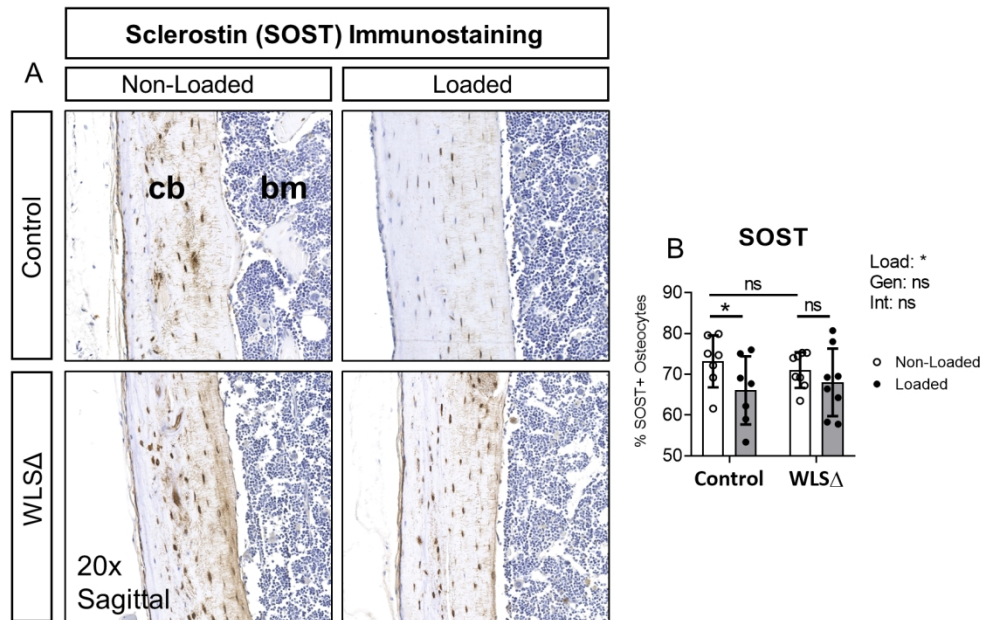 Sclerostin (SOST) Immunostaining
A
Non-Loaded
Loaded
Control
cb
bm
WLSΔ
20x
Sagittal
B
SOST
Load: *
Gen: ns
Int: ns
ns
*
ns
% SOST+ Osteocytes
90
80
70
60
50
Control
WLSΔ
Non-Loaded
Loaded